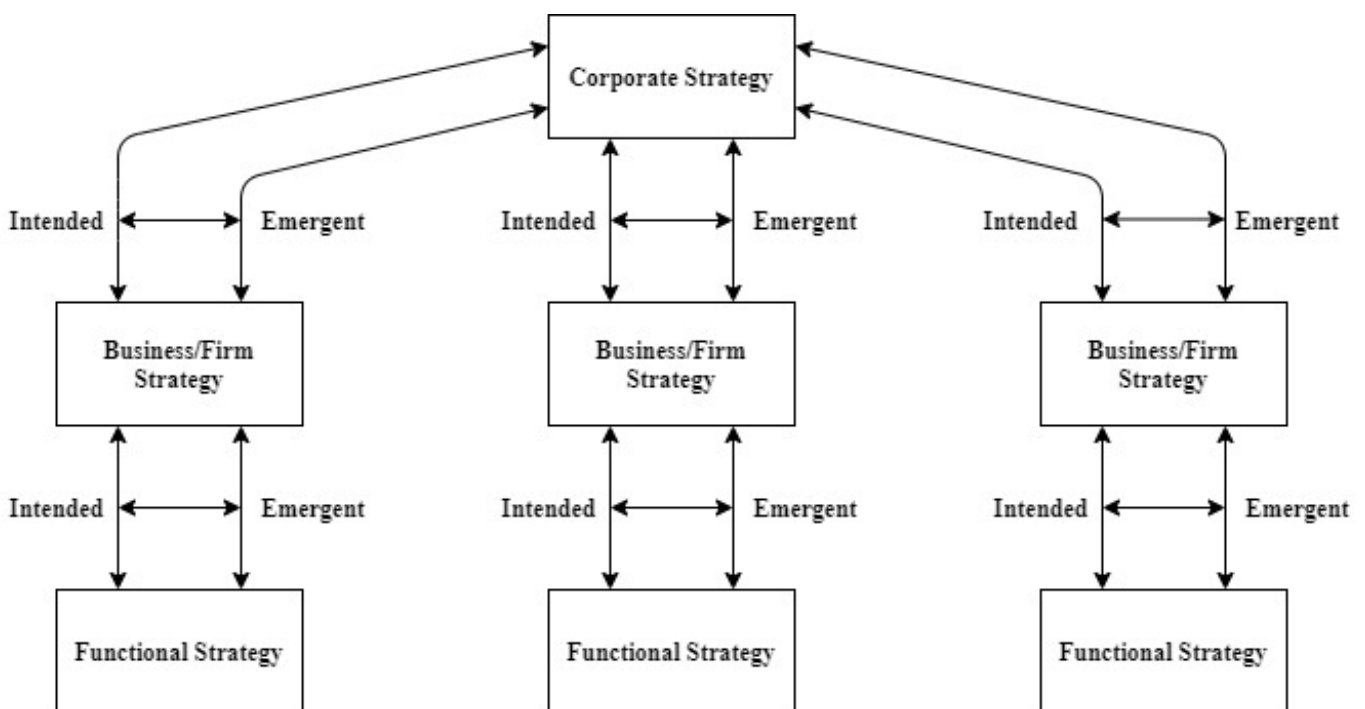 Corporate Strategy
Intended Emergent Intended Emergent Intended Emergent
Business/Firm Business/Firm Business/Firm
Strategy Strategy Strategy
Intended Emergent Intended Emergent Intended Emergent
Functional Strategy Functional Strategy Functional Strategy